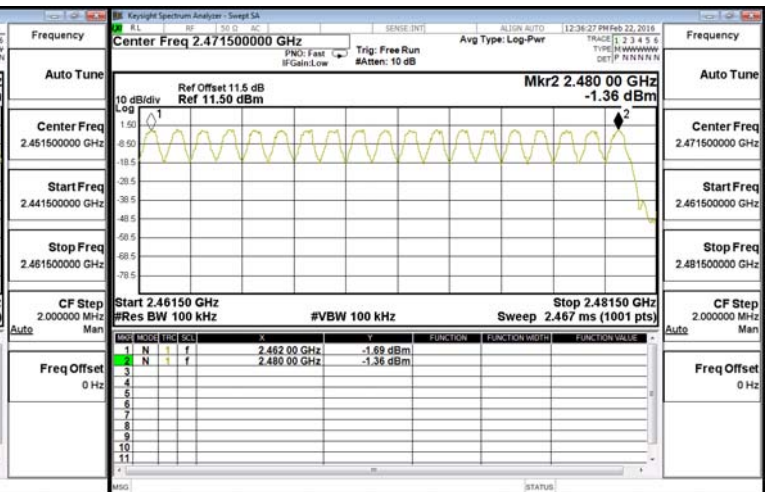 Keysight Spectrum Analyzer - Swept SA
RL RF 50 Ω AC SENSE:INT ALIGN AUTO 12:36:27 PM Feb 22, 2016
Center Freq 2.471500000 GHz
PNO: Fast
IFGain:Low
Trig: Free Run
#Atten: 10 dB
Avg Type: Log-Pwr
TRACE 1 2 3 4 5 6
TYPE MWWWWW
DET P NNNNN
Ref Offset 11.5 dB
10 dB/div Ref 11.50 dBm
Log
Mkr2 2.480 00 GHz
-1.36 dBm
1
2
1.50
-8.50
-18.5
-28.5
-38.5
-48.5
-58.5
-68.5
-78.5
Start 2.46150 GHz
Stop 2.48150 GHz
#Res BW 100 kHz
#VBW 100 kHz
Sweep 2.467 ms (1001 pts)
MKR MODE TRC SCL X Y FUNCTION FUNCTION WIDTH FUNCTION VALUE
1 N 1 f 2.462 00 GHz -1.69 dBm
2 N 1 f 2.480 00 GHz -1.36 dBm
3
4
5
6
7
8
9
10
11
MSG
STATUS
Frequency
Auto Tune
Center Freq
2.451500000 GHz
Start Freq
2.441500000 GHz
Stop Freq
2.461500000 GHz
CF Step
2.000000 MHz
Auto Man
Freq Offset
0 Hz
Frequency
Auto Tune
Center Freq
2.471500000 GHz
Start Freq
2.461500000 GHz
Stop Freq
2.481500000 GHz
CF Step
2.000000 MHz
Auto Man
Freq Offset
0 Hz